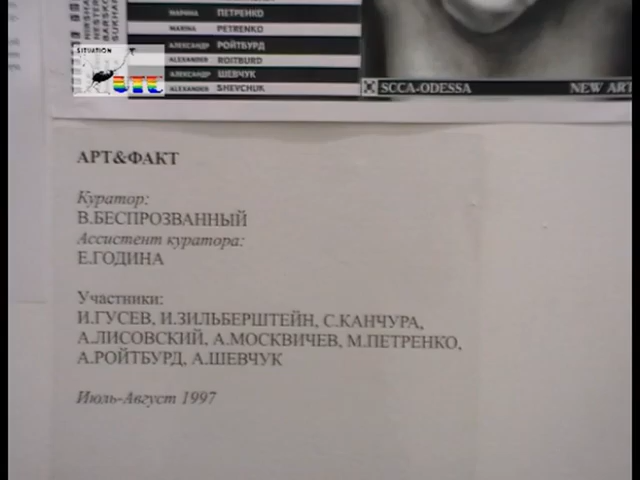 МАРИНА ПЕТРЕНКО
MARINA PETRENKO
АЛЕКСАНДР РОЙТБУРД
ALEXANDER ROITBURD
АЛЕКСАНДР ШЕВЧУК
ALEXANDER SHEVCHUK
SITUATION
UTC
SCCA-ODESSA NEW ART
АРТ&ФАКТ
Куратор:
В.БЕСПРОЗВАННЫЙ
Ассистент куратора:
Е.ГОДИНА
Участники:
И.ГУСЕВ, И.ЗИЛЬБЕРШТЕЙН, С.КАНЧУРА,
А.ЛИСОВСКИЙ, А.МОСКВИЧЕВ, М.ПЕТРЕНКО,
А.РОЙТБУРД, А.ШЕВЧУК
Июль-Август 1997